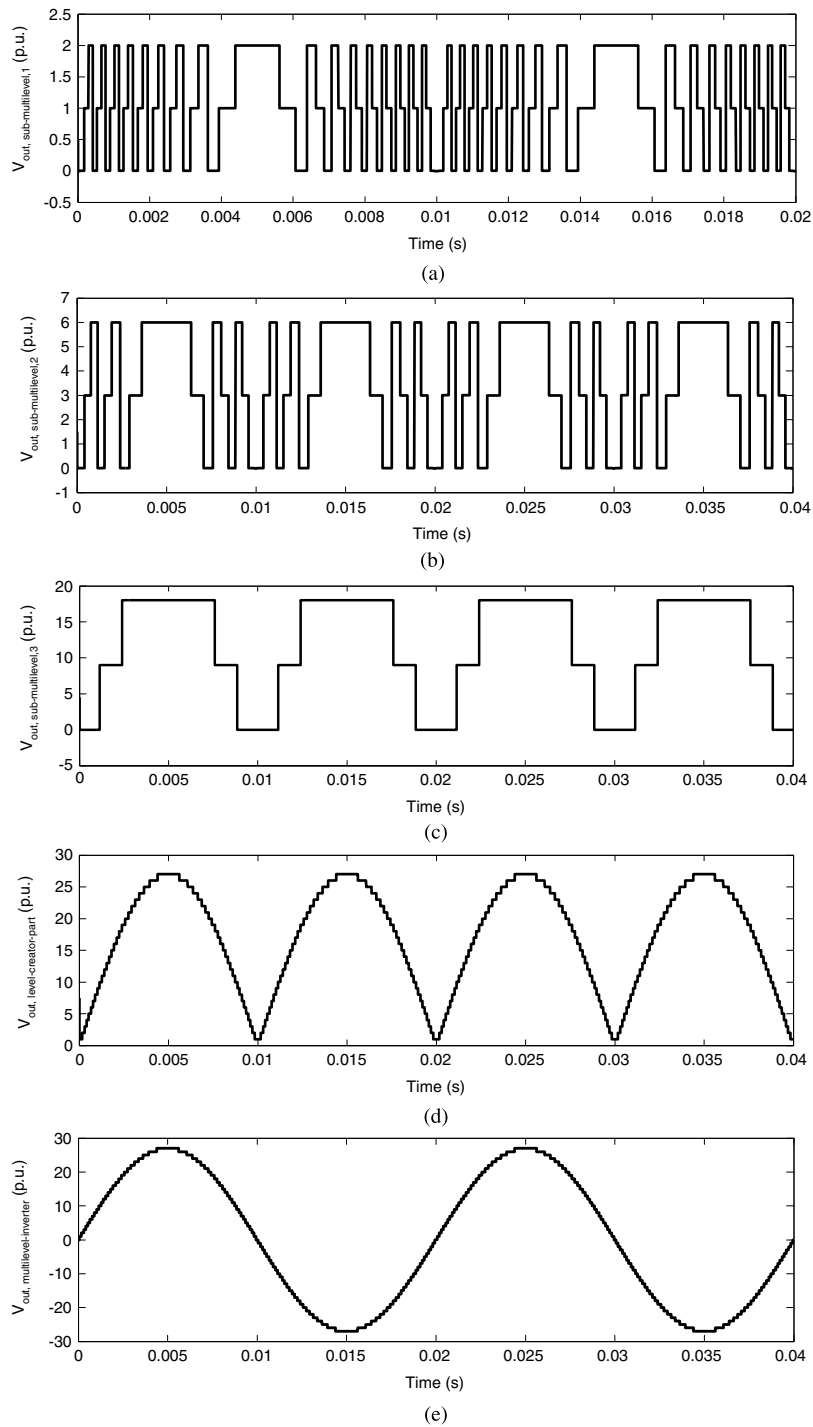 V_out, sub-multilevel,1 (p.u.)
2.5
2
1.5
1
0.5
0
-0.5
0 0.002 0.004 0.006 0.008 0.01 0.012 0.014 0.016 0.018 0.02
Time (s)
(a)
V_out, sub-multilevel,2 (p.u.)
7
6
5
4
3
2
1
0
-1
0 0.005 0.01 0.015 0.02 0.025 0.03 0.035 0.04
Time (s)
(b)
V_out, sub-multilevel,3 (p.u.)
20
15
10
5
0
-5
0 0.005 0.01 0.015 0.02 0.025 0.03 0.035 0.04
Time (s)
(c)
V_out, level-creator-part (p.u.)
30
25
20
15
10
5
0
0 0.005 0.01 0.015 0.02 0.025 0.03 0.035 0.04
Time (s)
(d)
V_out, multilevel-inverter (p.u.)
30
20
10
0
-10
-20
-30
0 0.005 0.01 0.015 0.02 0.025 0.03 0.035 0.04
Time (s)
(e)